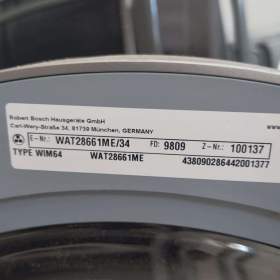 Robert Bosch Hausgeräte GmbH
Carl-Wery-Straße 34, 81739 München, GERMANY
E-Nr.: WAT28661ME/34 FD: 9809 Z-Nr.: 100137
TYPE WIM64 WAT28661ME 438090286442001377